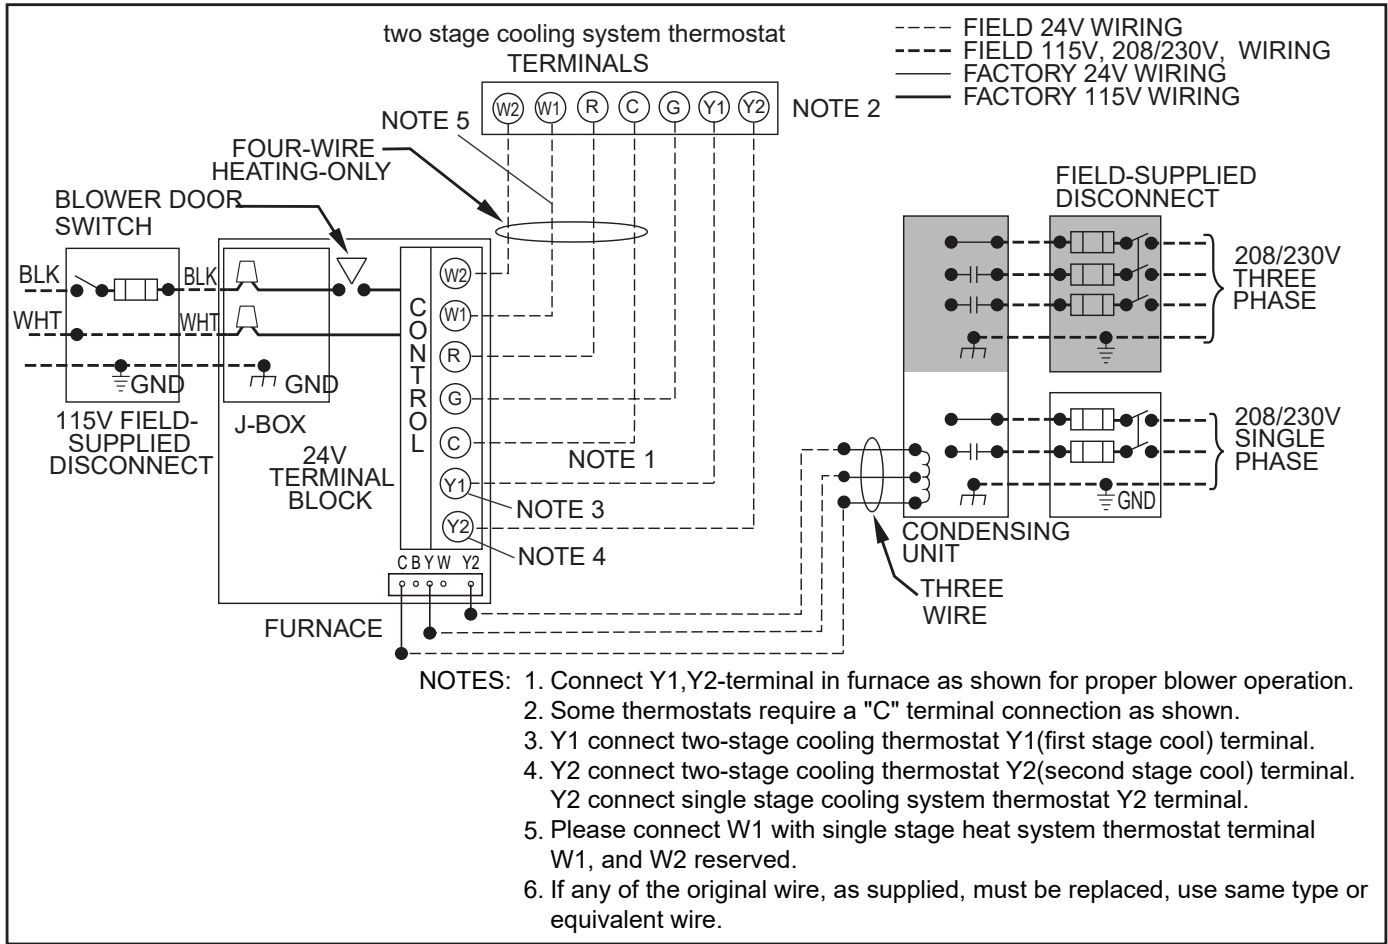 two stage cooling system thermostat
TERMINALS
FIELD 24V WIRING
FIELD 115V, 208/230V, WIRING
FACTORY 24V WIRING
FACTORY 115V WIRING
W2 W1 R C G Y1 Y2
NOTE 2
NOTE 5
FOUR-WIRE
HEATING-ONLY
BLOWER DOOR
SWITCH
FIELD-SUPPLIED
DISCONNECT
208/230V
THREE
PHASE
BLK
BLK
WHT
WHT
GND
GND
115V FIELD-
SUPPLIED
DISCONNECT
J-BOX
24V
TERMINAL
BLOCK
CONTROL
W2
W1
R
G
C
Y1
Y2
NOTE 1
NOTE 3
NOTE 4
C B Y W Y2
FURNACE
208/230V
SINGLE
PHASE
GND
CONDENSING
UNIT
THREE
WIRE
NOTES: 1. Connect Y1,Y2-terminal in furnace as shown for proper blower operation.
2. Some thermostats require a "C" terminal connection as shown.
3. Y1 connect two-stage cooling thermostat Y1(first stage cool) terminal.
4. Y2 connect two-stage cooling thermostat Y2(second stage cool) terminal.
Y2 connect single stage cooling system thermostat Y2 terminal.
5. Please connect W1 with single stage heat system thermostat terminal
W1, and W2 reserved.
6. If any of the original wire, as supplied, must be replaced, use same type or
equivalent wire.